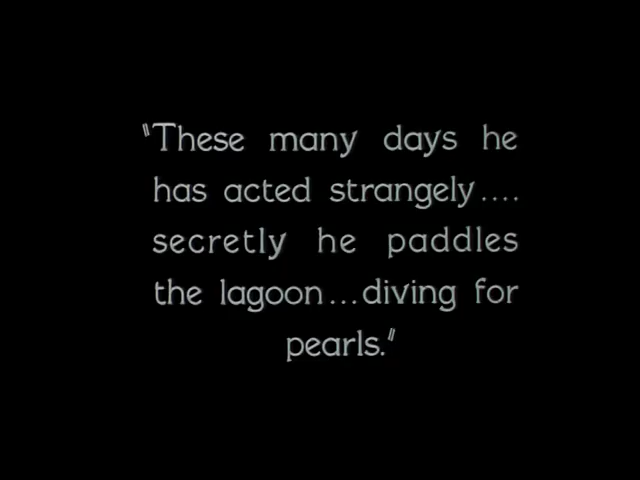 "These many days he
has acted strangely....
secretly he paddles
the lagoon...diving for
pearls."